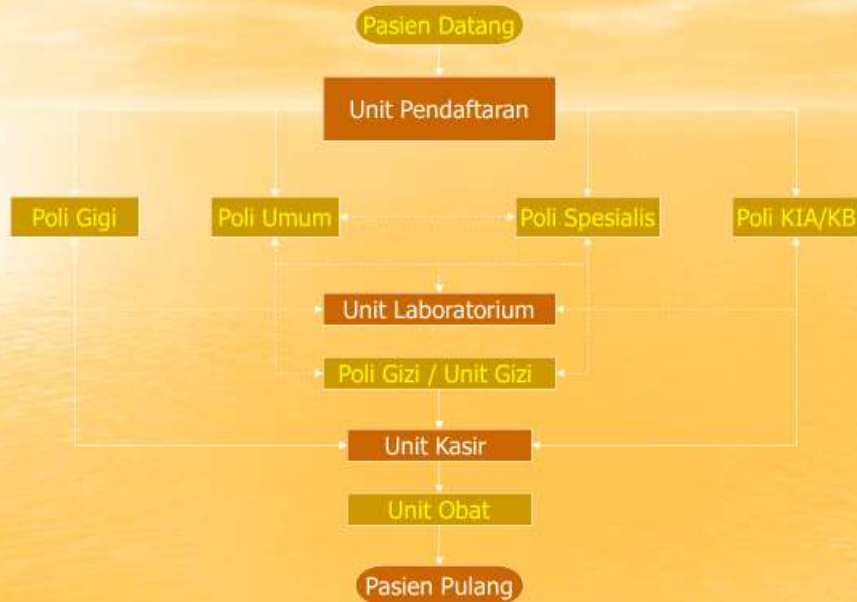 Pasien Datang
Unit Pendaftaran
Poli Gigi
Poli Umum
Poli Spesialis
Poli KIA/KB
Unit Laboratorium
Poli Gizi / Unit Gizi
Unit Kasir
Unit Obat
Pasien Pulang